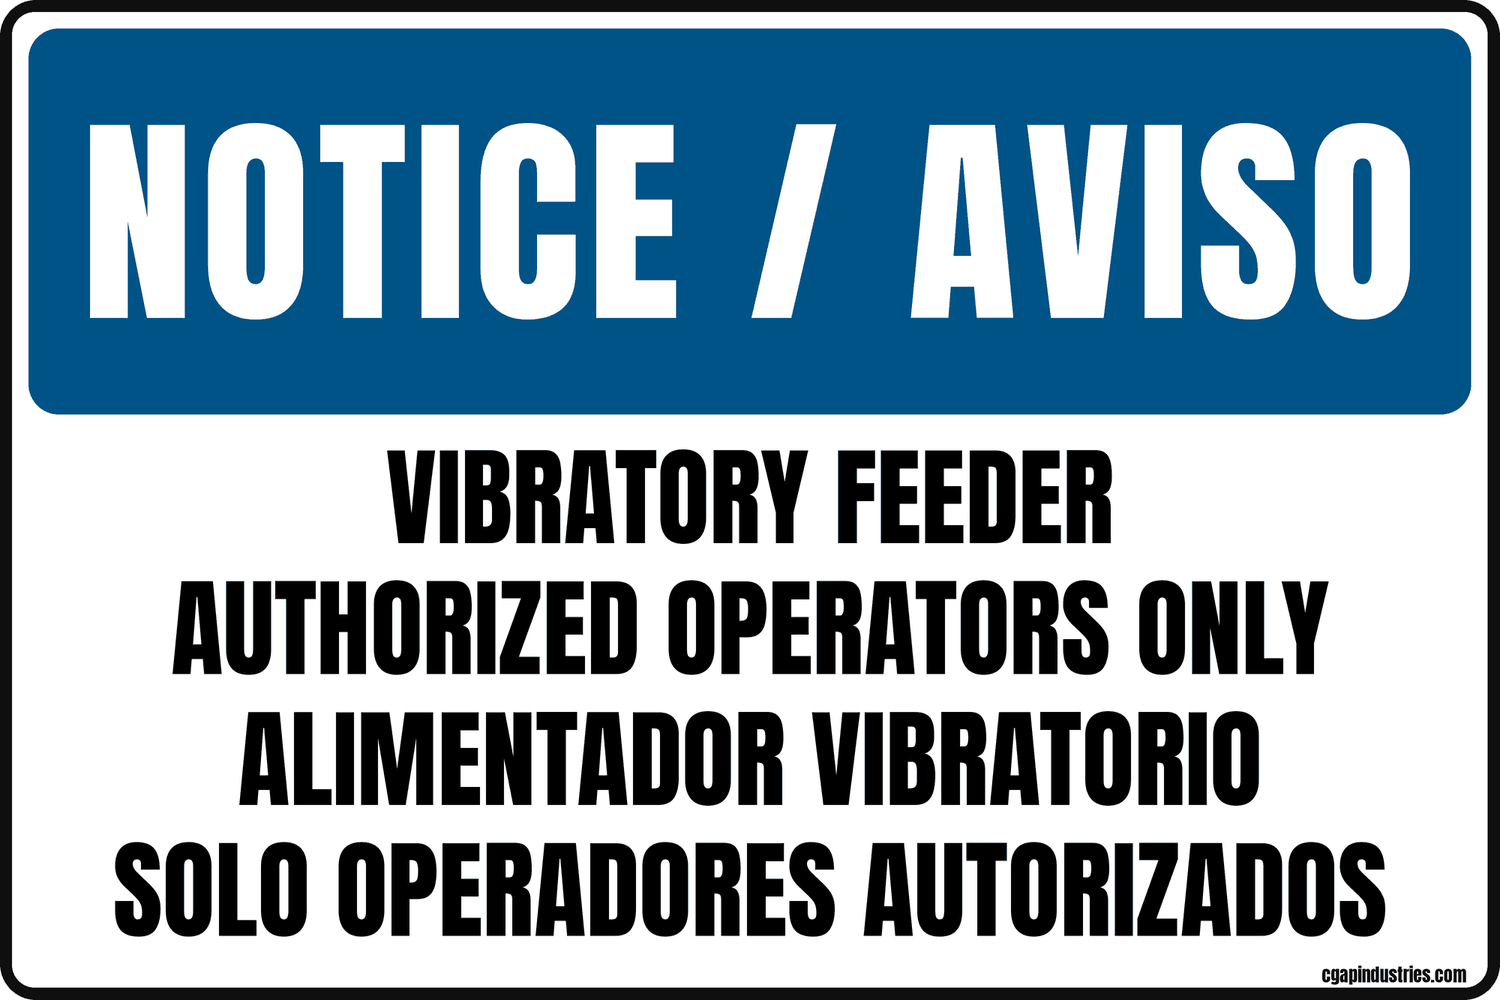 NOTICE / AVISO
VIBRATORY FEEDER
AUTHORIZED OPERATORS ONLY
ALIMENTADOR VIBRATORIO
SOLO OPERADORES AUTORIZADOS
cgapindustries.com